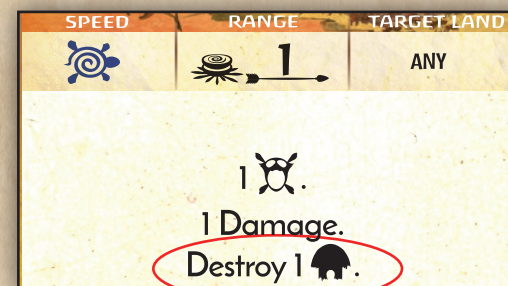 SPEED RANGE TARGET LAND
1 ANY
1 .
1 Damage.
Destroy 1 .